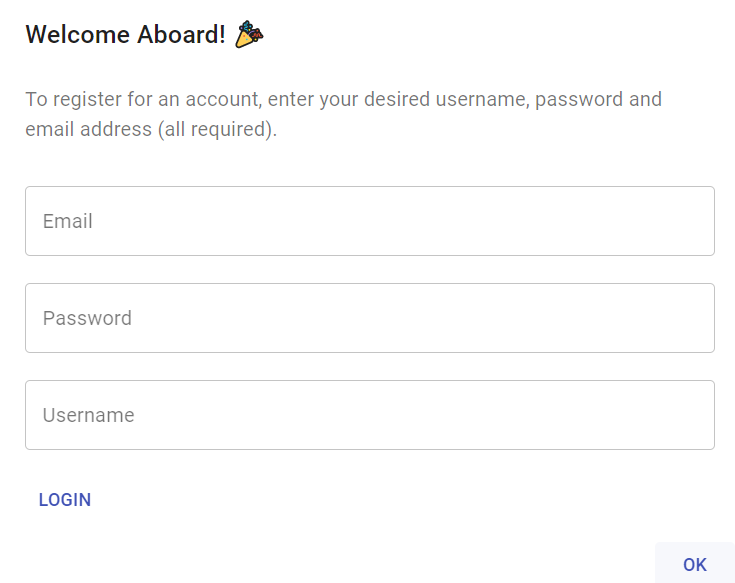 Welcome Aboard! 🎉
To register for an account, enter your desired username, password and
email address (all required).
Email
Password
Username
LOGIN
OK